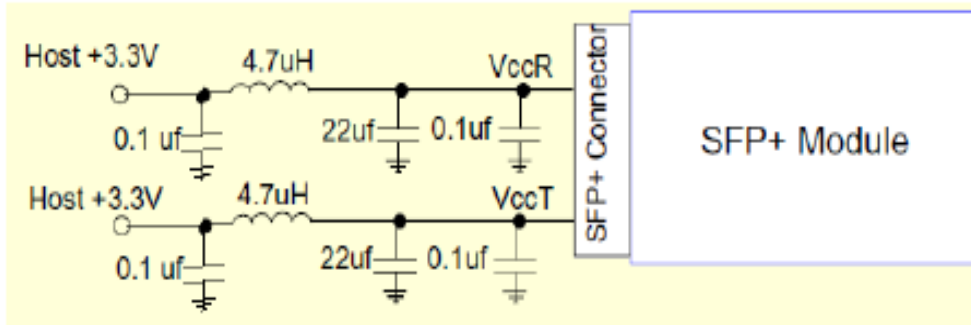 Host +3.3V
4.7uH
VccR
0.1 uf
22uf
0.1uf
Host +3.3V
4.7uH
VccT
0.1 uf
22uf
0.1uf
SFP+ Connector
SFP+ Module